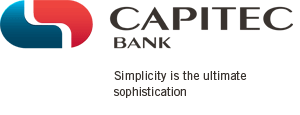 CAPITEC
BANK
Simplicity is the ultimate
sophistication